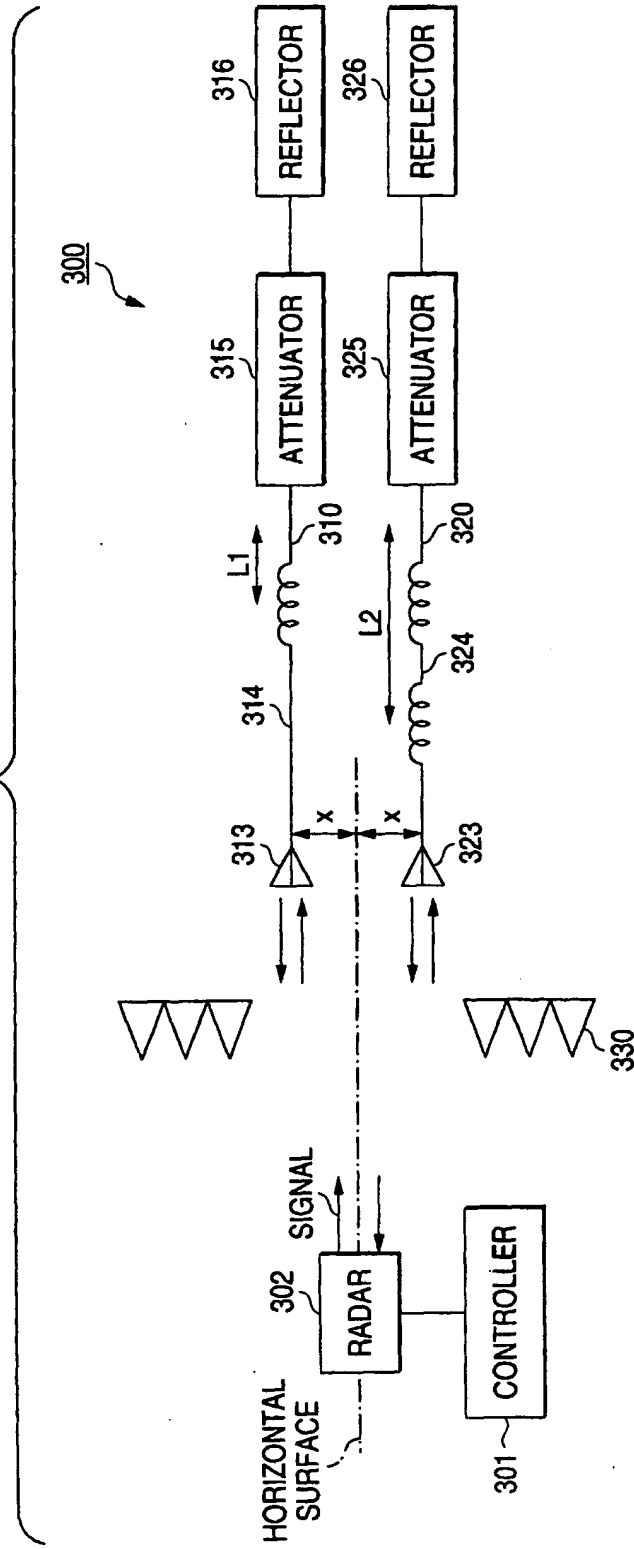 300
316
REFLECTOR
326
REFLECTOR
315
ATTENUATOR
325
ATTENUATOR
L1
310
314
L2
320
324
313
X
X
323
330
SIGNAL
302
RADAR
HORIZONTAL
SURFACE
CONTROLLER
301